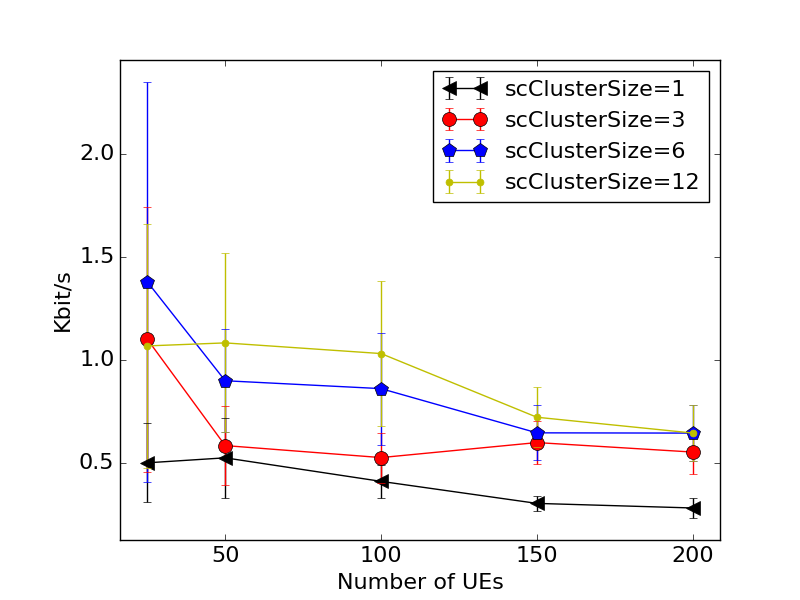 scClusterSize=1
scClusterSize=3
scClusterSize=6
scClusterSize=12
2.0
1.5
1.0
0.5
Kbit/s
50 100 150 200
Number of UEs